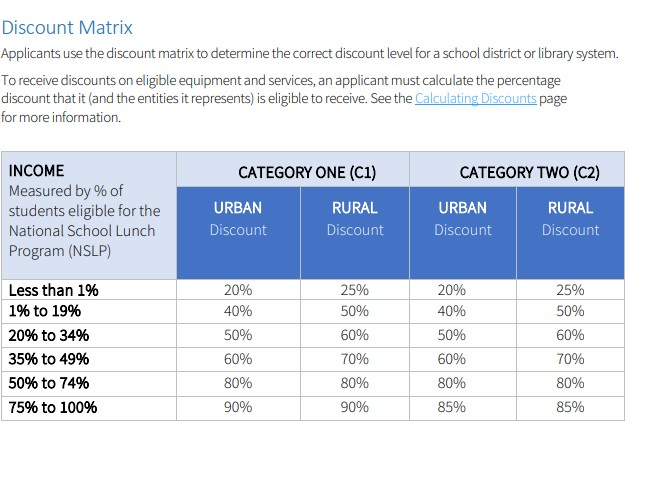 Discount Matrix
Applicants use the discount matrix to determine the correct discount level for a school district or library system.
To receive discounts on eligible equipment and services, an applicant must calculate the percentage
discount that it (and the entities it represents) is eligible to receive. See the Calculating Discounts page
for more information.
INCOME
Measured by % of
students eligible for the
National School Lunch
Program (NSLP)
CATEGORY ONE (C1) CATEGORY TWO (C2)
URBAN RURAL URBAN RURAL
Discount Discount Discount Discount
Less than 1% 20% 25% 20% 25%
1% to 19% 40% 50% 40% 50%
20% to 34% 50% 60% 50% 60%
35% to 49% 60% 70% 60% 70%
50% to 74% 80% 80% 80% 80%
75% to 100% 90% 90% 85% 85%